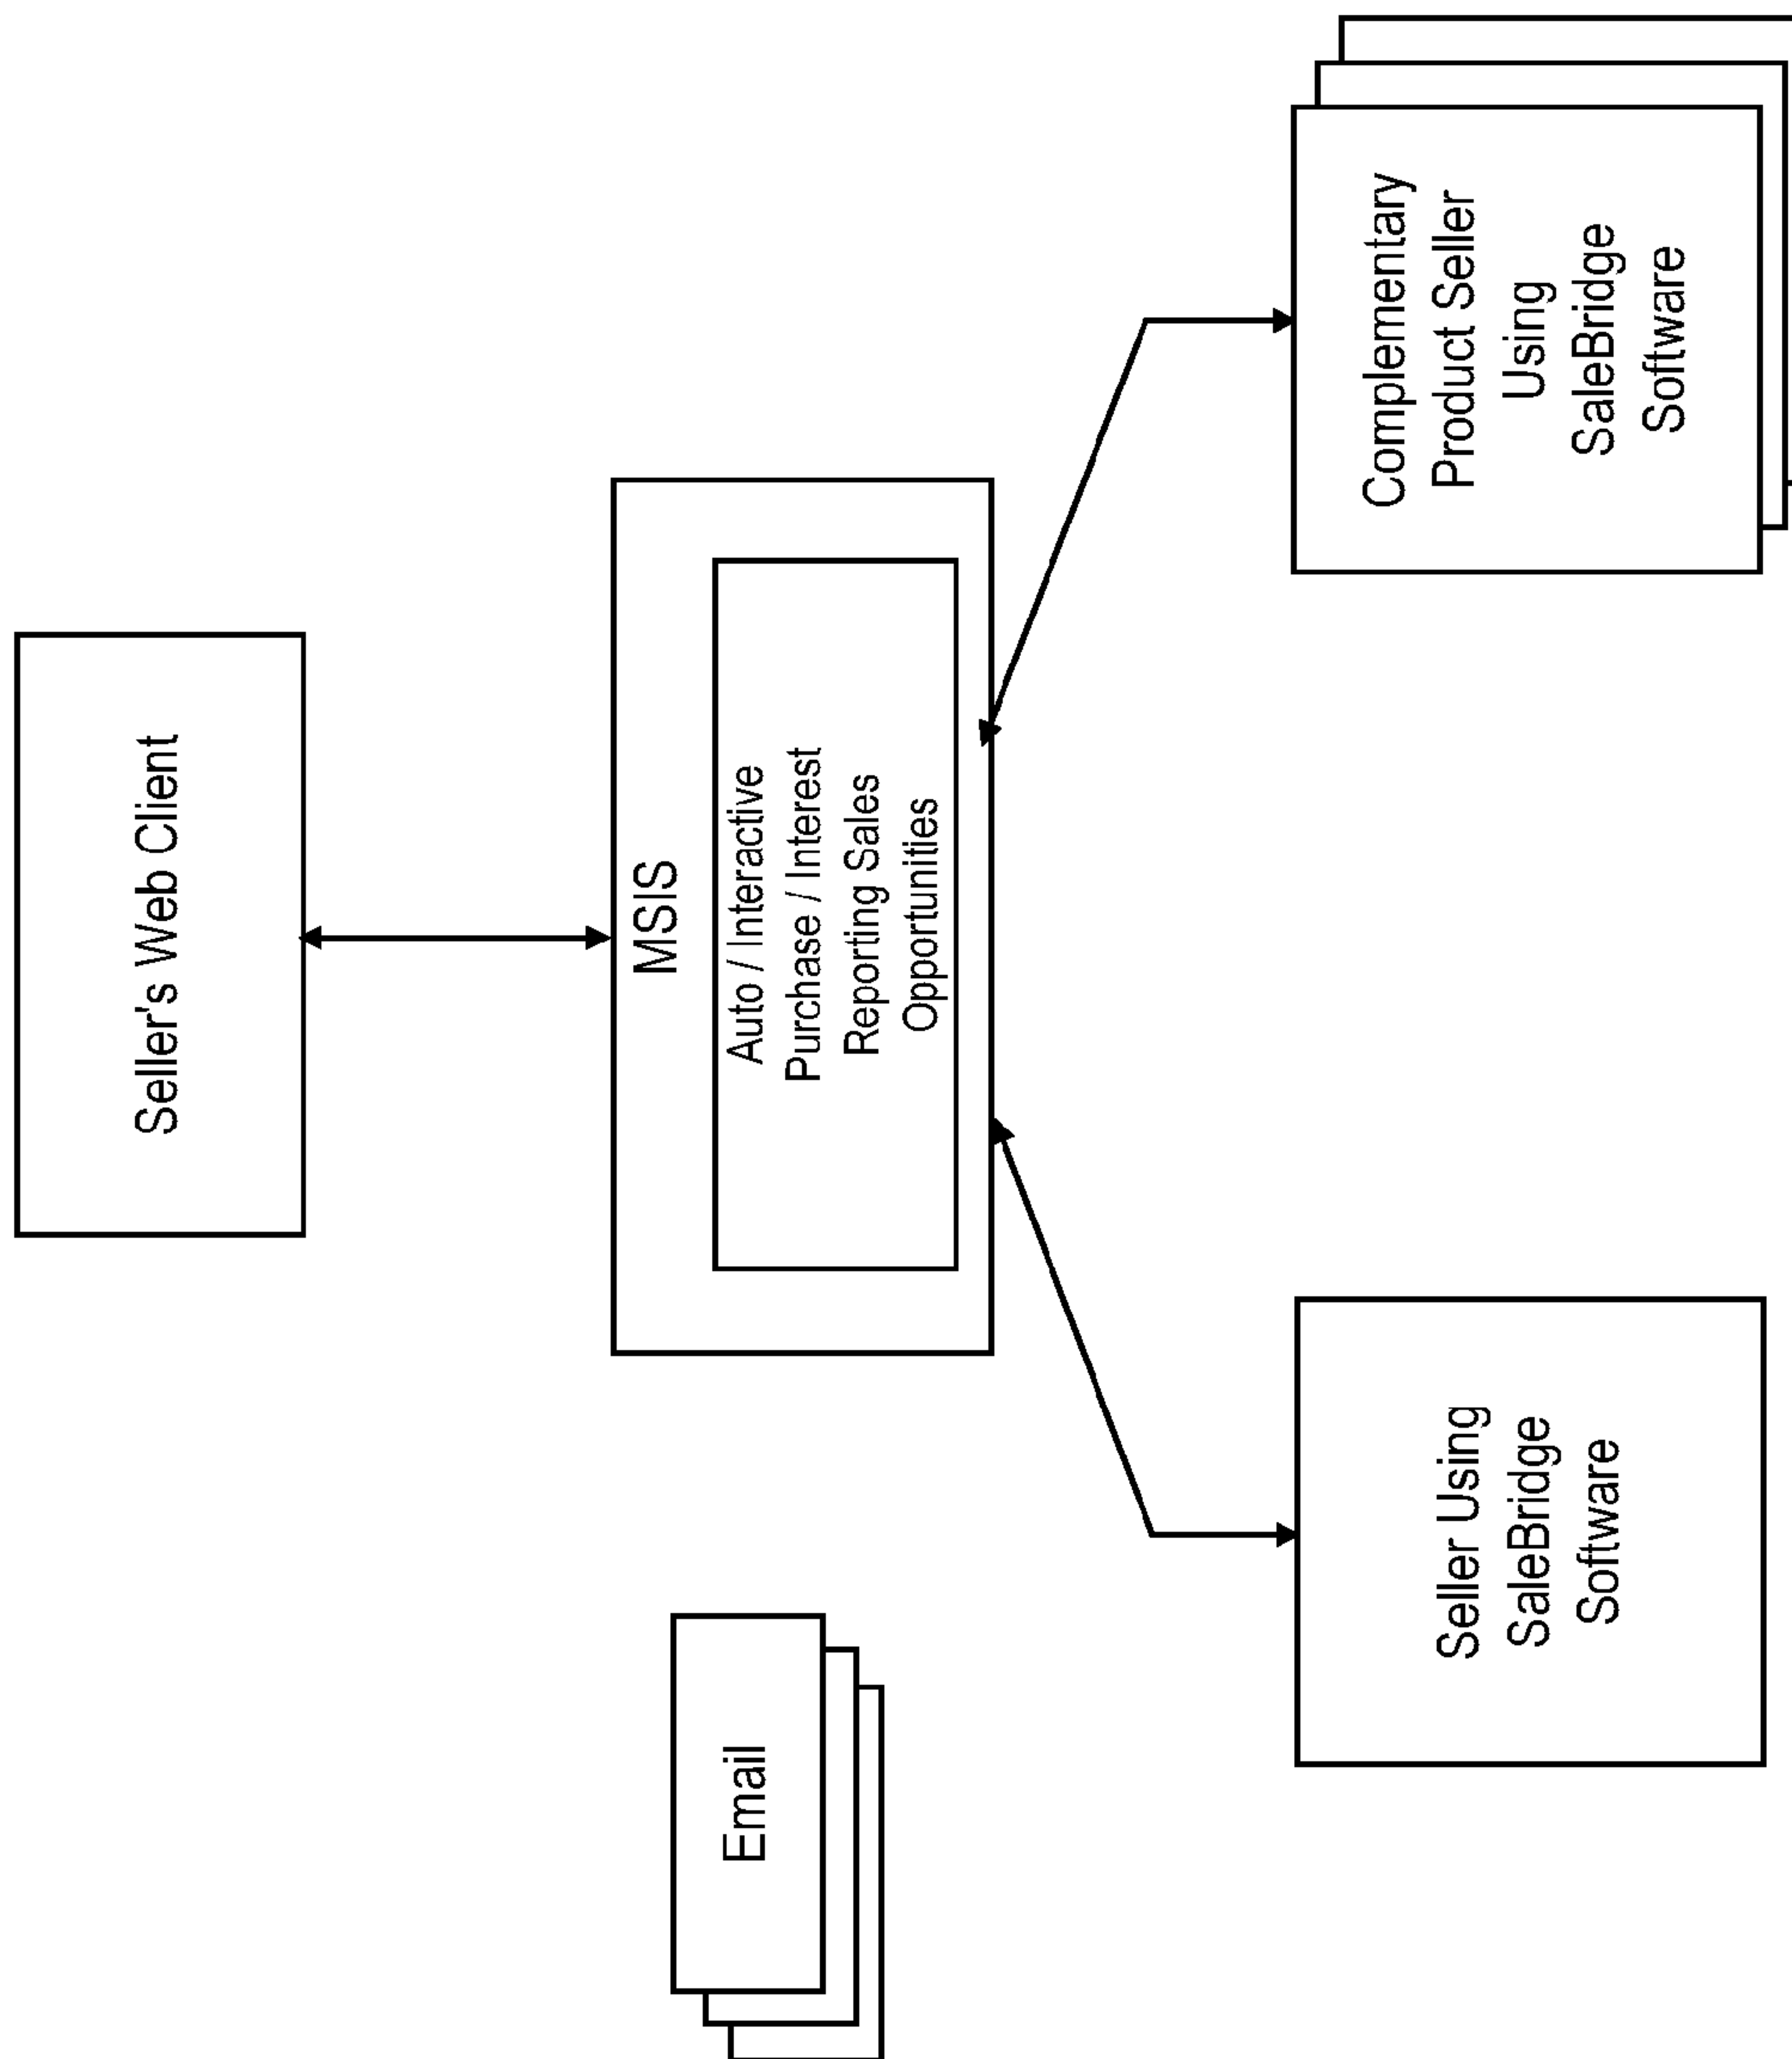 Seller's Web Client
MSIS
Auto / Interactive
Purchase / Interest
Reporting Sales
Opportunities
Email
Seller Using
SaleBridge
Software
Complementary
Product Seller
Using
SaleBridge
Software